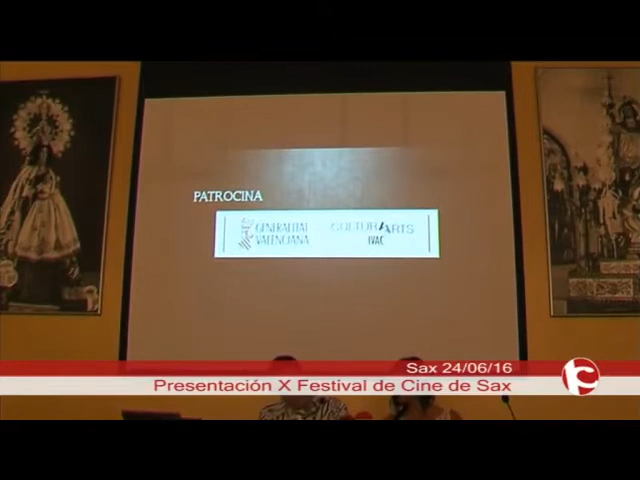 PATROCINA
GENERALITAT CULTURARTS
VALENCIANA IVAC
Sax 24/06/16
Presentación X Festival de Cine de Sax